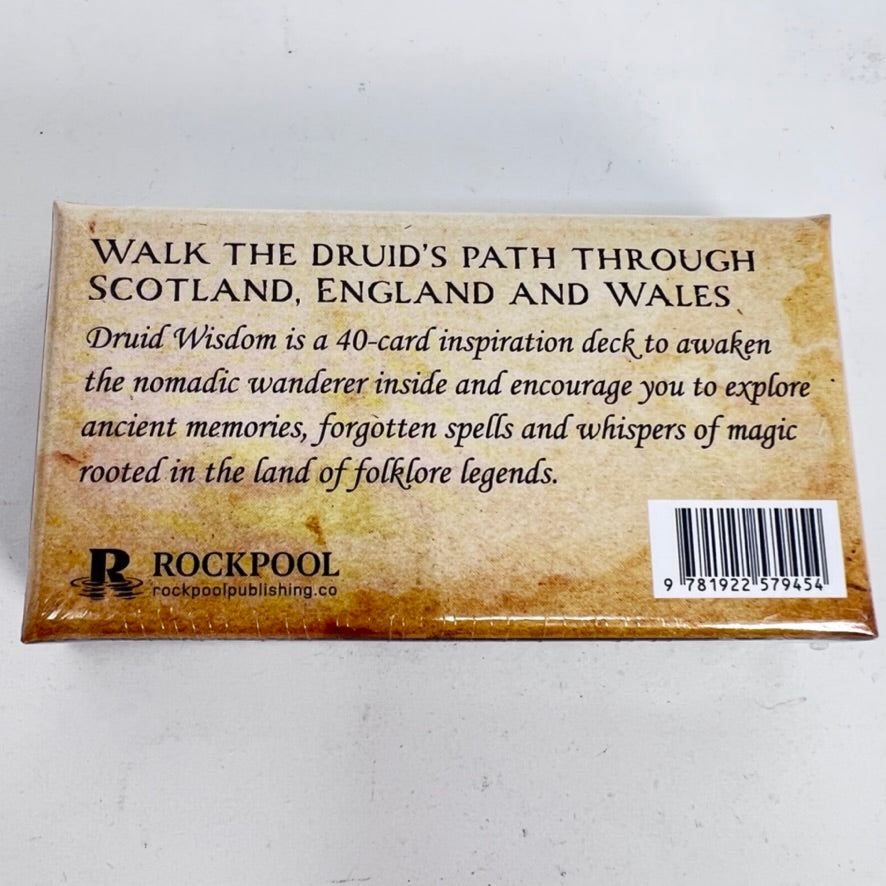 WALK THE DRUID'S PATH THROUGH
SCOTLAND, ENGLAND AND WALES
Druid Wisdom is a 40-card inspiration deck to awaken
the nomadic wanderer inside and encourage you to explore
ancient memories, forgotten spells and whispers of magic
rooted in the land of folklore legends.
R ROCKPOOL
rockpoolpublishing.co
9 781922 579454